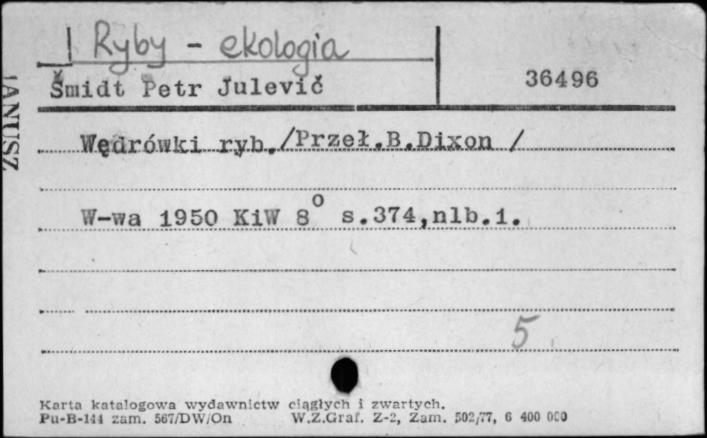 Ryby - ekologia
Šmidt Petr Julevič 36496
JANUSZ
Wędrówki ryb./Przeł.B.Dixon /
W-wa 1950 KiW 8° s.374,nlb.1.
5
Karta katalogowa wydawnictw ciągłych i zwartych.
Pu-B-144 zam. 567/DW/On W.Z.Graf. Z-2, Zam. 502/77, 6 400 000